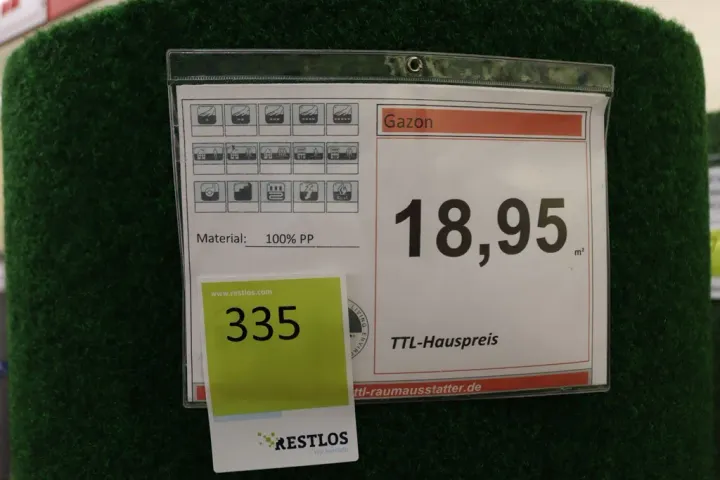 Gazon
18,95
m²
Material: 100% PP
TTL-Hauspreis
ttl-raumausstatter.de
www.restlos.com
335
RESTLOS